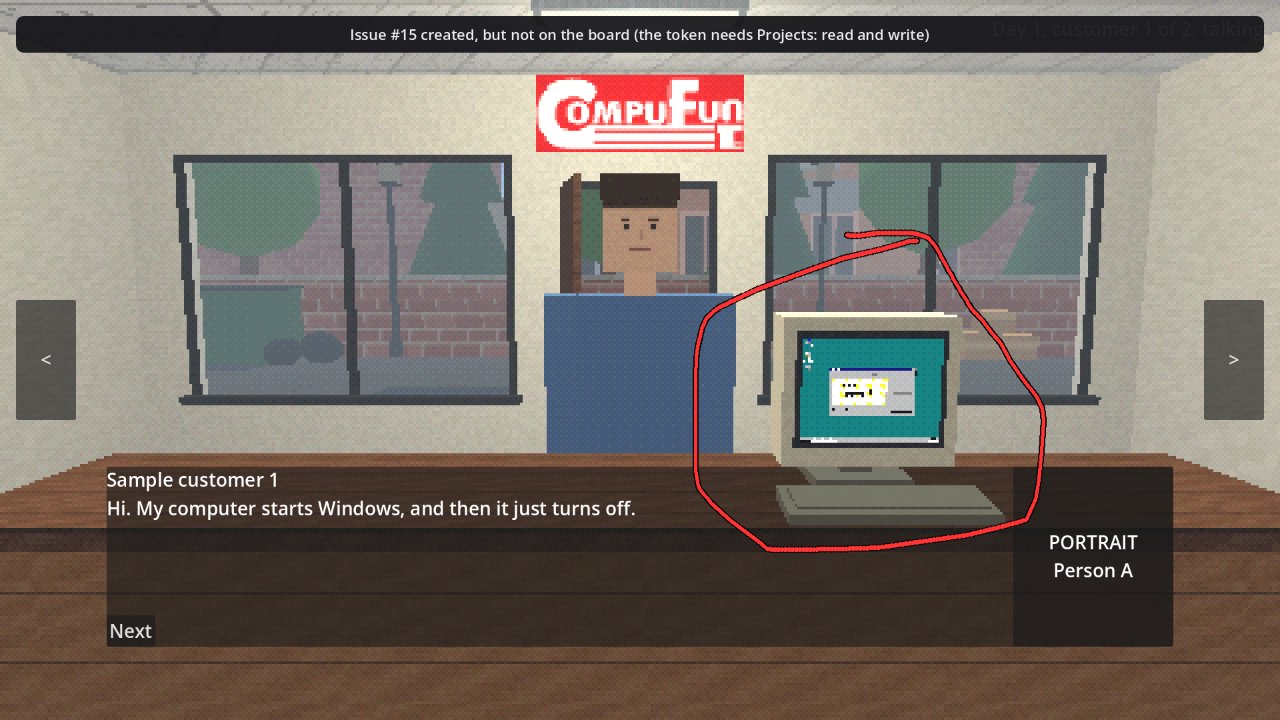 Issue #15 created, but not on the board (the token needs Projects: read and write)
Day 1, customer 1 of 2: talking
COMPUFUN
<
>
Sample customer 1
Hi. My computer starts Windows, and then it just turns off.
PORTRAIT
Person A
Next